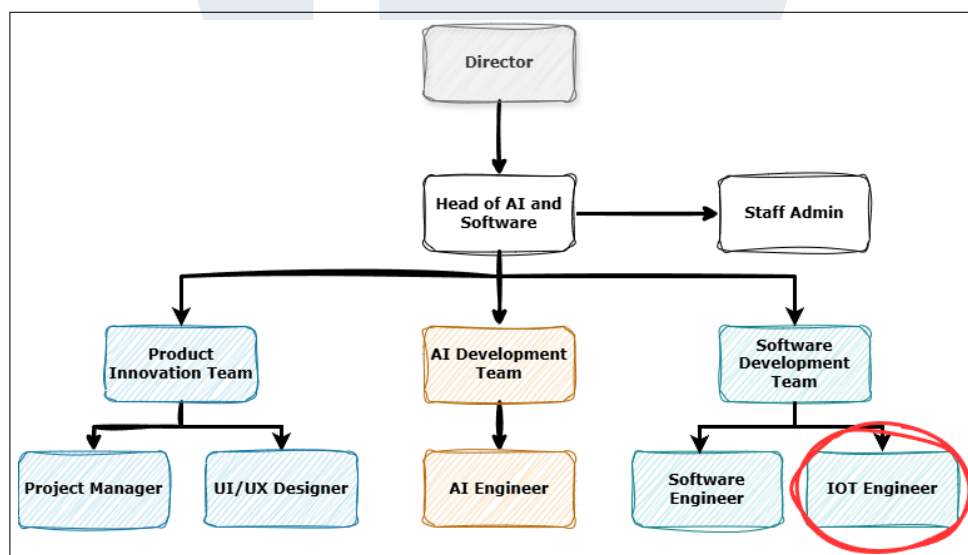 Director
Head of AI and
Software
Staff Admin
Product
Innovation Team
AI Development
Team
Software
Development
Team
Project Manager
UI/UX Designer
AI Engineer
Software
Engineer
IOT Engineer